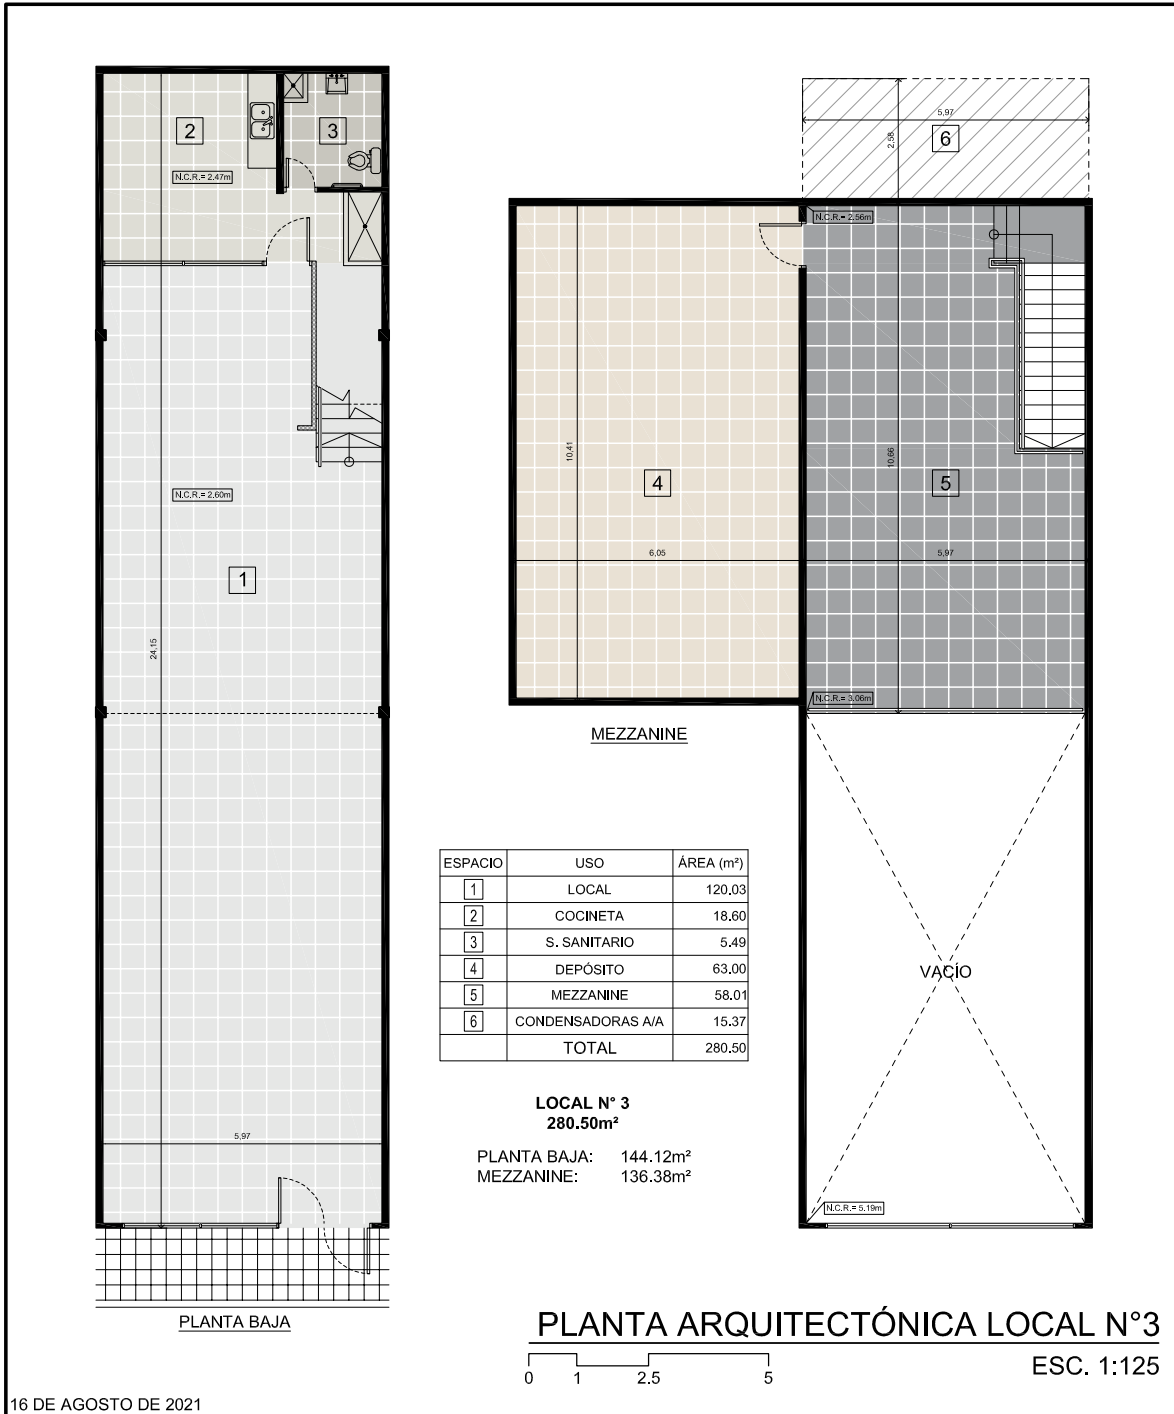 2
3
N.C.R.= 2.47m
N.C.R.= 2.60m
1
24,15
5,97
PLANTA BAJA
5,97
2,58
6
N.C.R.= 2.56m
10,41
10,66
4
5
6,05
5,97
N.C.R.= 3.06m
MEZZANINE
VACÍO
N.C.R.= 5.19m
ESPACIO USO ÁREA (m²)
1 LOCAL 120.03
2 COCINETA 18.60
3 S. SANITARIO 5.49
4 DEPÓSITO 63.00
5 MEZZANINE 58.01
6 CONDENSADORAS A/A 15.37
TOTAL 280.50
LOCAL N° 3
280.50m²
PLANTA BAJA: 144.12m²
MEZZANINE: 136.38m²
PLANTA ARQUITECTÓNICA LOCAL N°3
0 1 2.5 5
ESC. 1:125
16 DE AGOSTO DE 2021